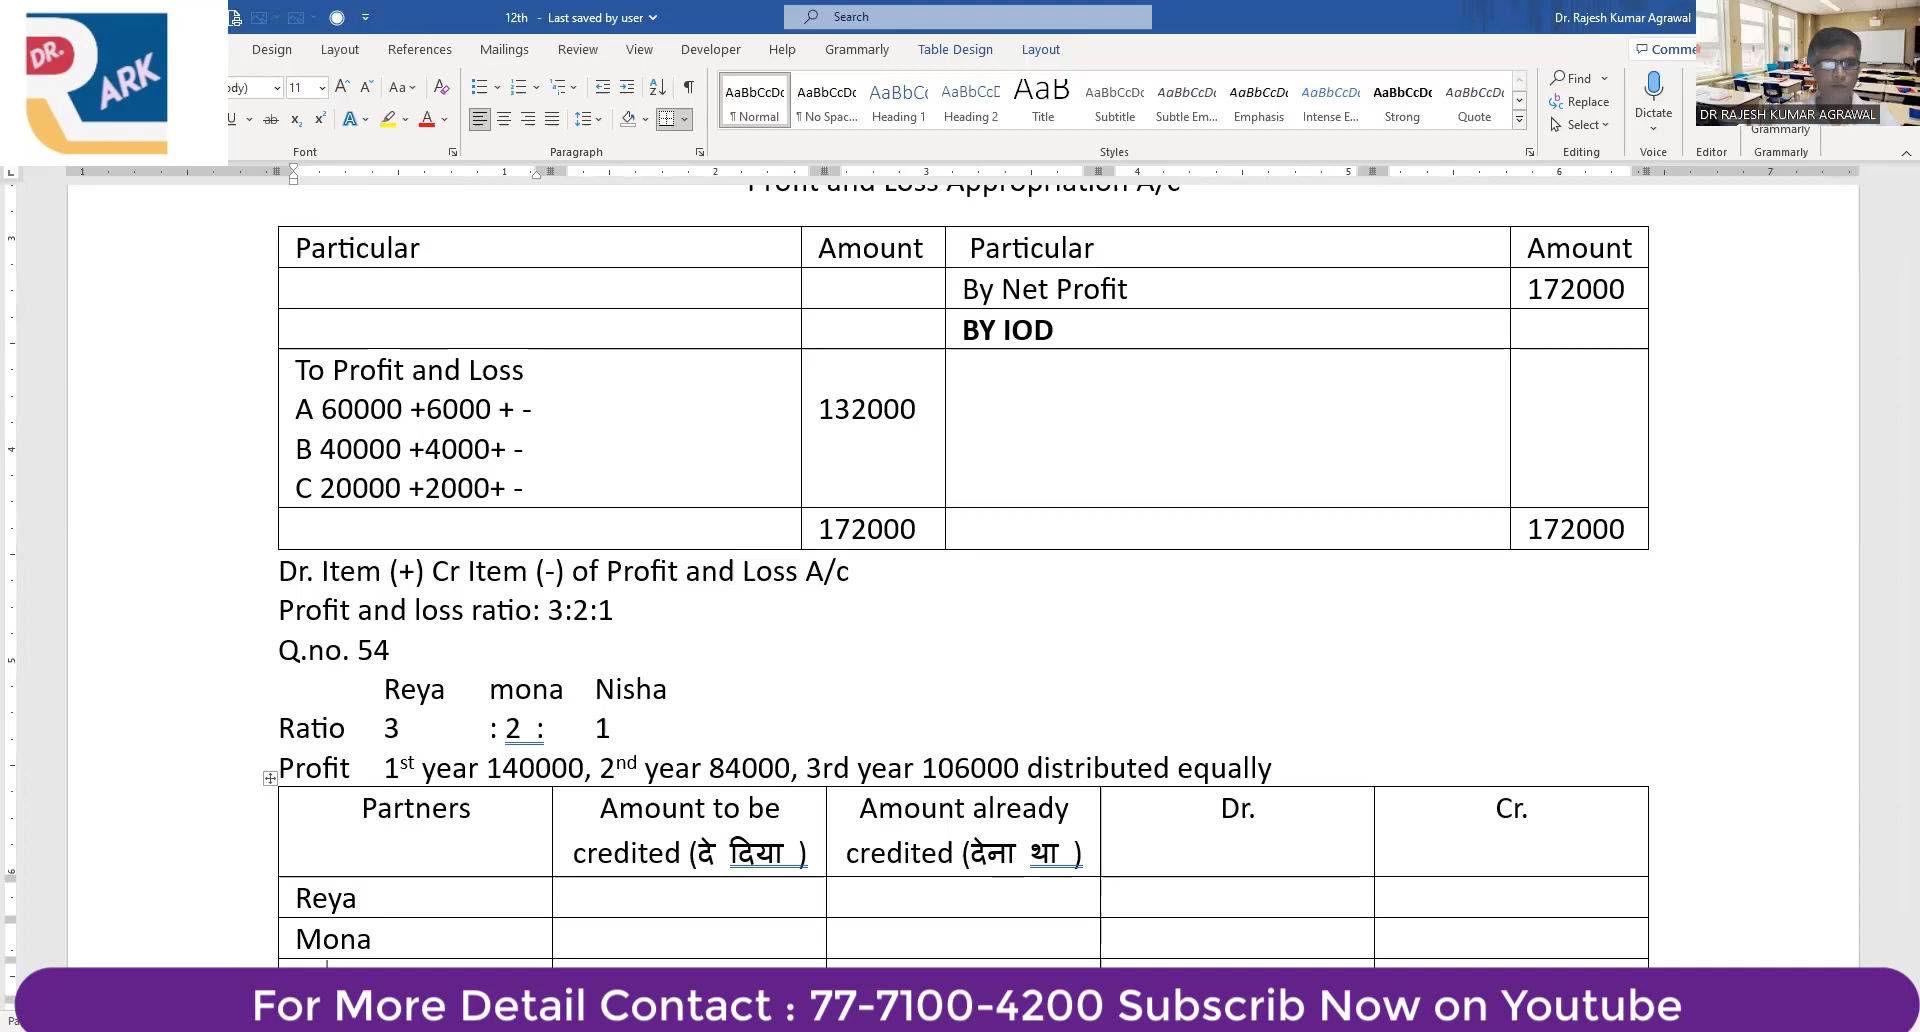 DR.
ARK
12th - Last saved by user
Search
Dr. Rajesh Kumar Agrawal
Design Layout References Mailings Review View Developer Help Grammarly Table Design Layout
Find
Replace
Select
Dictate
Grammarly
DR RAJESH KUMAR AGRAWAL
11
AaBbCcDc AaBbCcDc AaBbCc AaBbCcD AaB AaBbCcDc AaBbCcDc AaBbCcDc AaBbCcDc AaBbCcDc AaBbCcDc
¶ Normal ¶ No Spac... Heading 1 Heading 2 Title Subtitle Subtle Em... Emphasis Intense E... Strong Quote
Font Paragraph Styles Editing Voice Editor Grammarly
Profit and Loss Appropriation A/c
Particular Amount Particular Amount
By Net Profit 172000
BY IOD
To Profit and Loss
A 60000 +6000 + - 132000
B 40000 +4000+ -
C 20000 +2000+ -
172000 172000
Dr. Item (+) Cr Item (-) of Profit and Loss A/c
Profit and loss ratio: 3:2:1
Q.no. 54
Reya mona Nisha
Ratio 3 : 2 : 1
Profit 1st year 140000, 2nd year 84000, 3rd year 106000 distributed equally
Partners Amount to be Amount already Dr. Cr.
credited (दे दिया ) credited (देना था )
Reya
Mona
For More Detail Contact : 77-7100-4200 Subscrib Now on Youtube